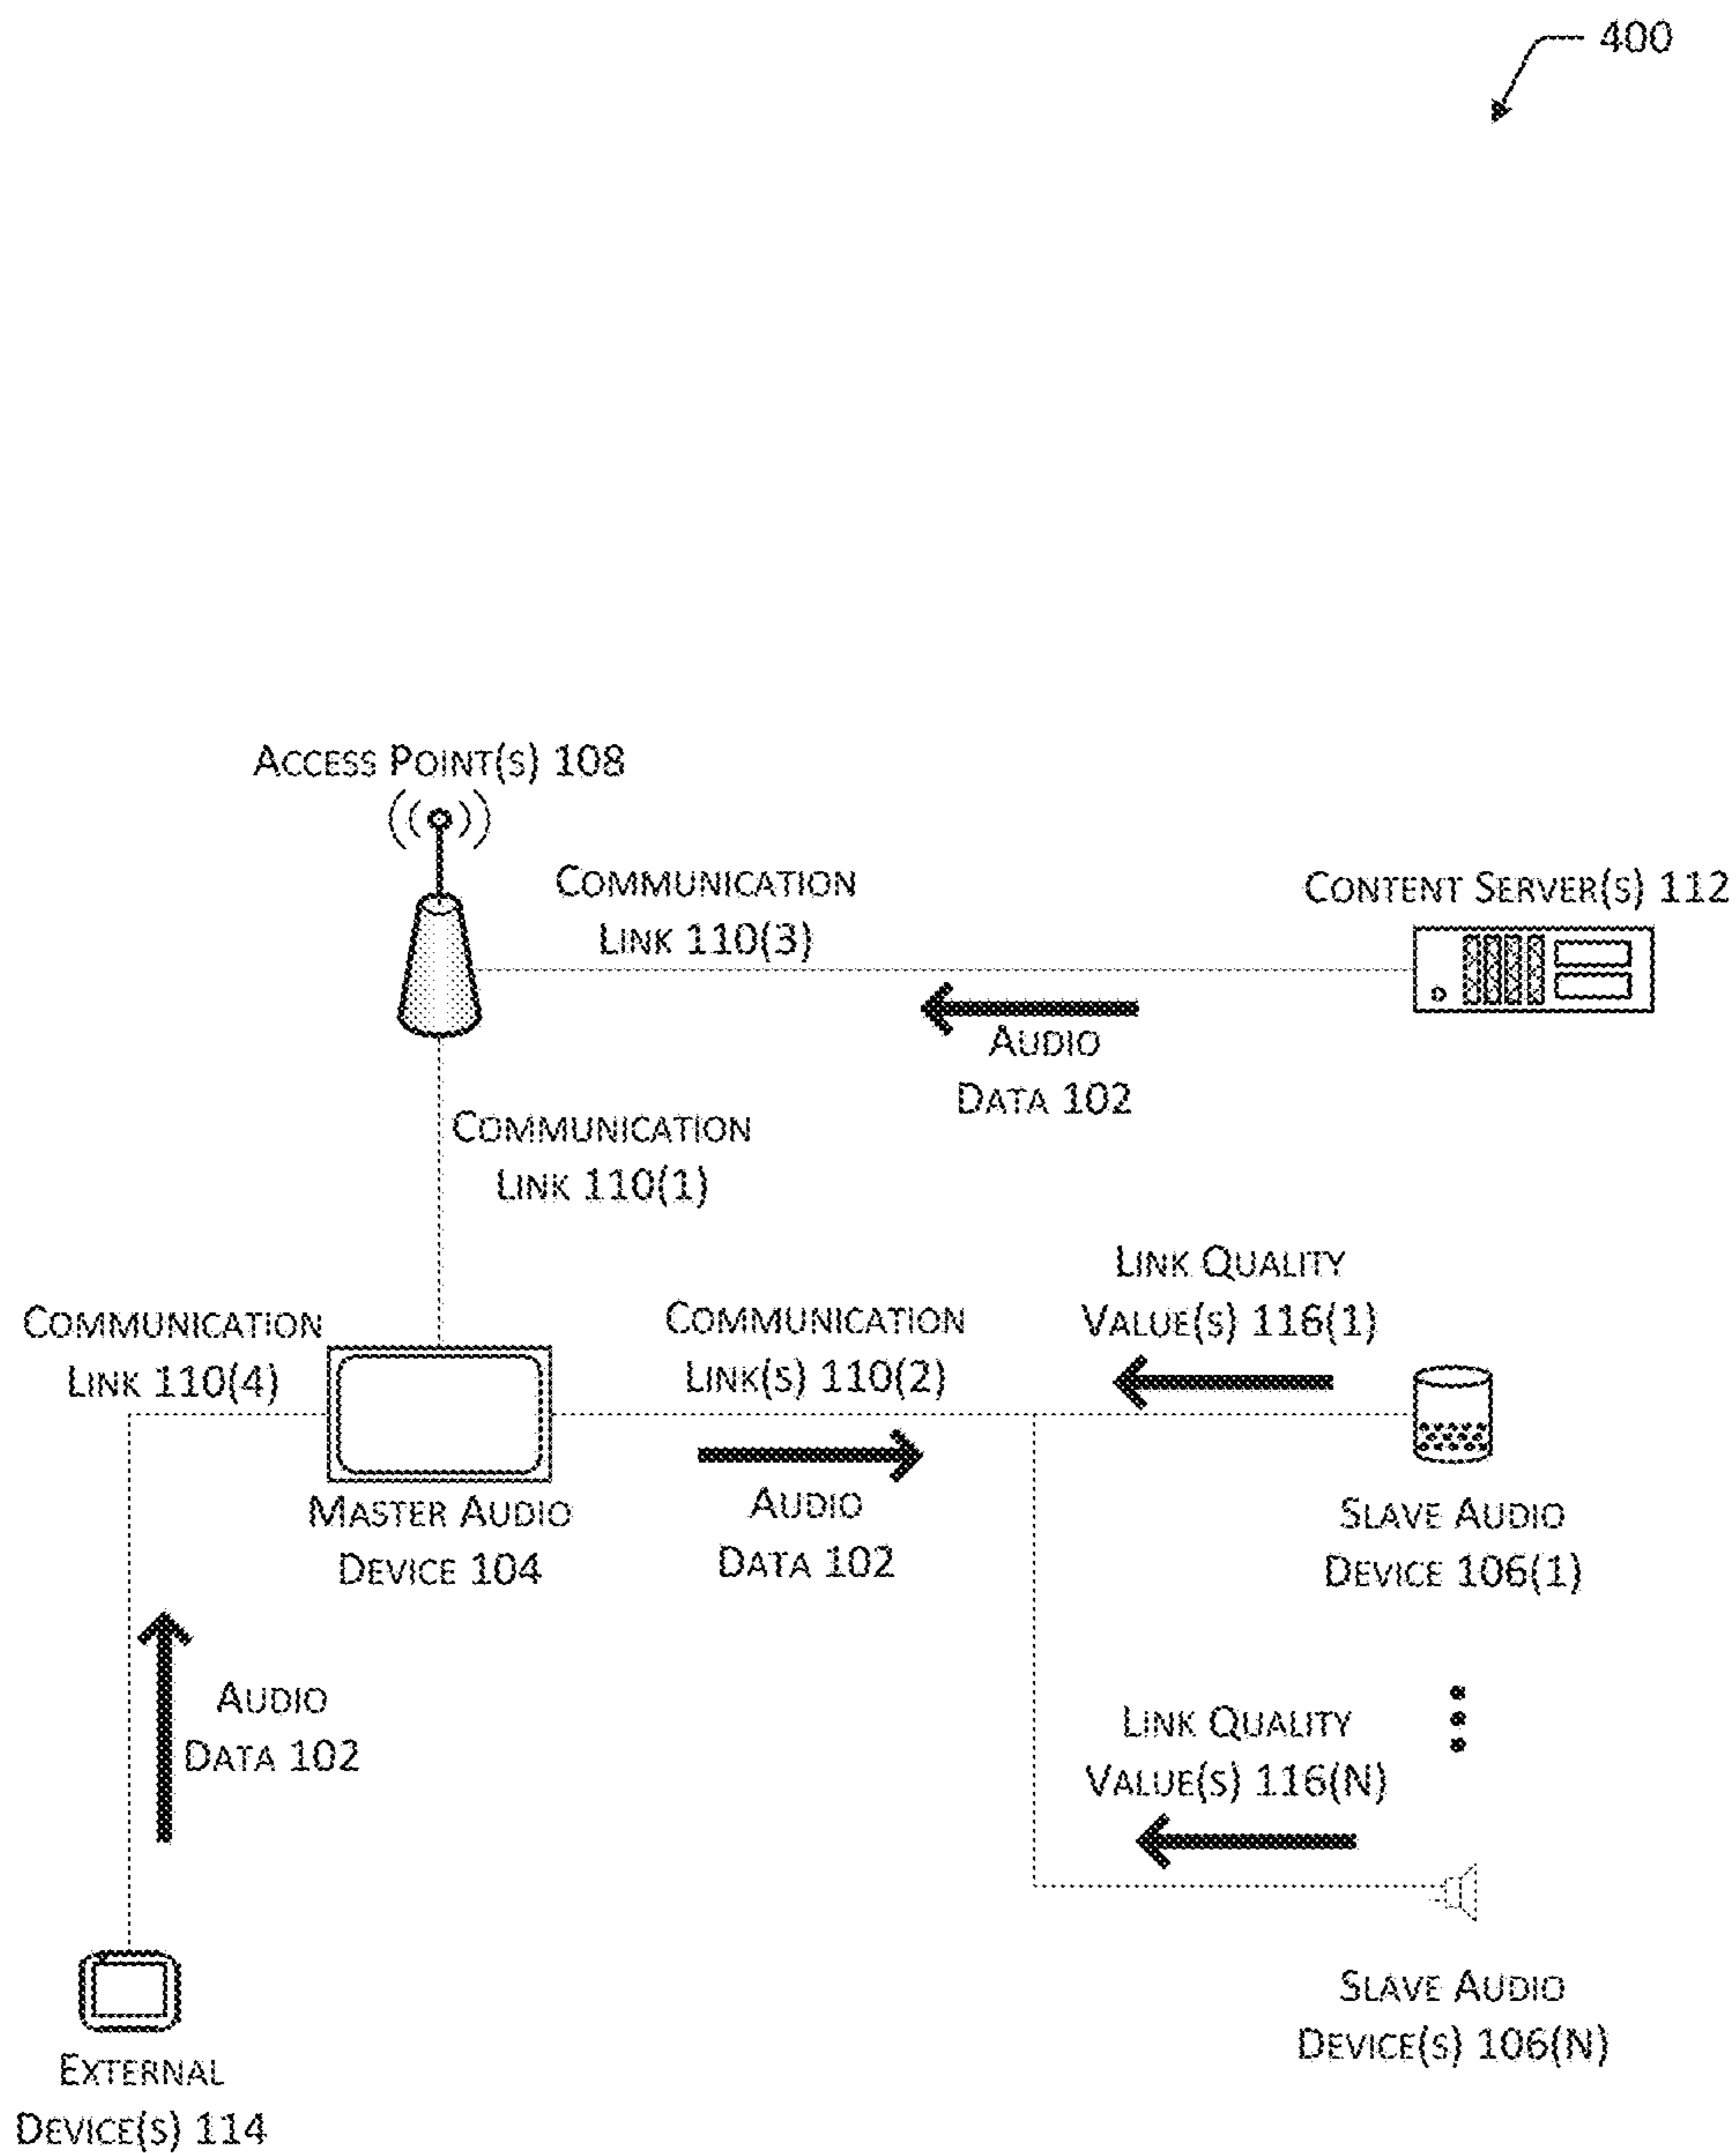 400
ACCESS POINT(S) 108
COMMUNICATION
LINK 110(3)
CONTENT SERVER(S) 112
AUDIO
DATA 102
COMMUNICATION
LINK 110(1)
LINK QUALITY
VALUE(S) 116(1)
COMMUNICATION
LINK 110(4)
COMMUNICATION
LINK(S) 110(2)
MASTER AUDIO
DEVICE 104
AUDIO
DATA 102
SLAVE AUDIO
DEVICE 106(1)
AUDIO
DATA 102
LINK QUALITY
VALUE(S) 116(N)
SLAVE AUDIO
DEVICE(S) 106(N)
EXTERNAL
DEVICE(S) 114